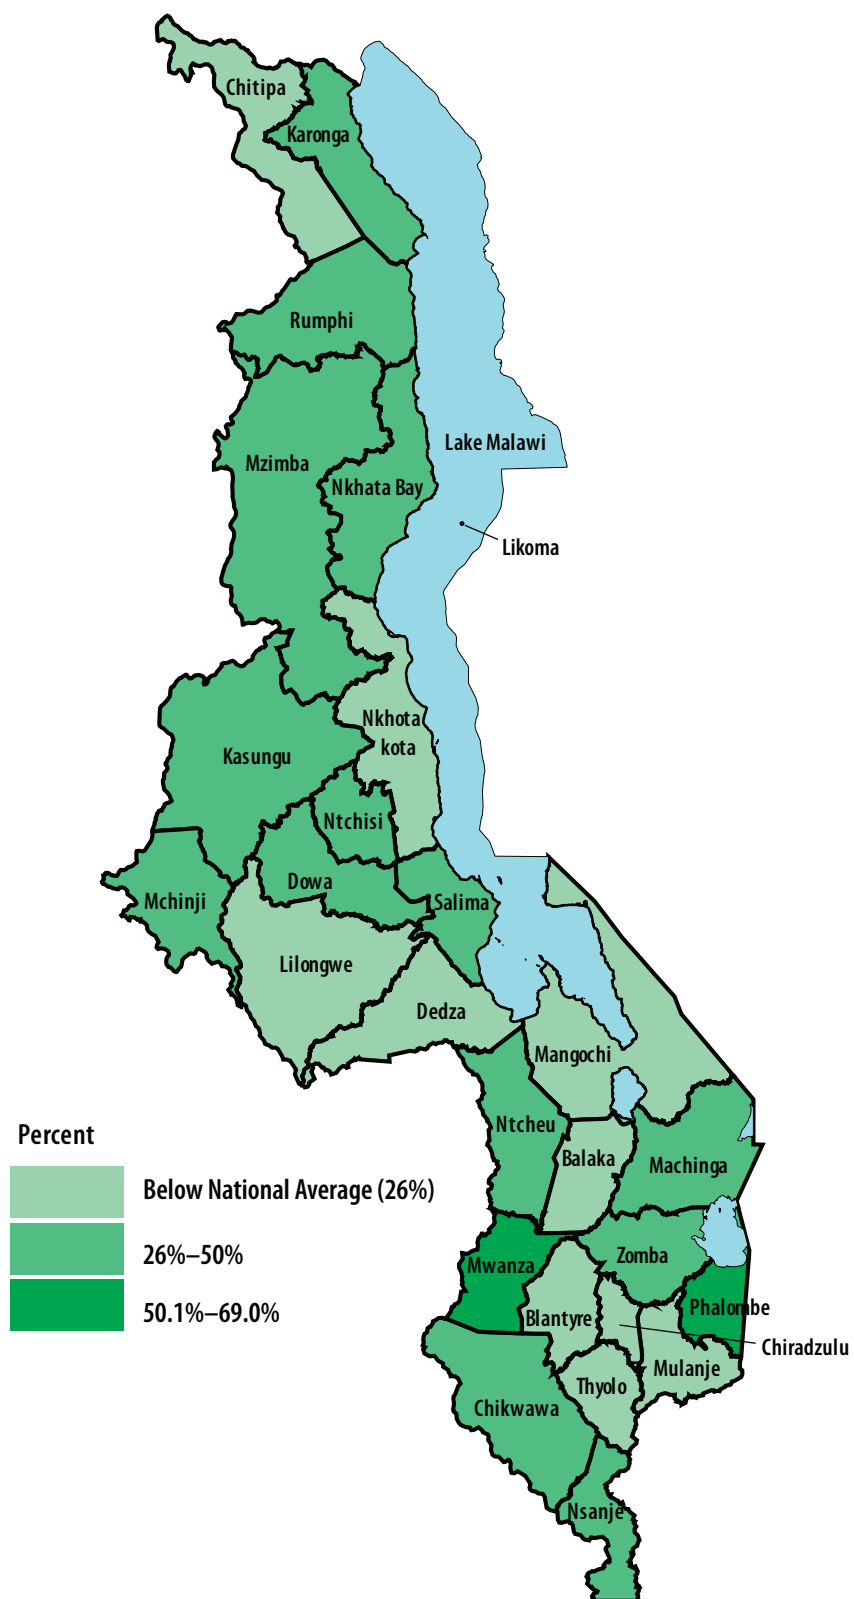 Chitipa
Karonga
Rumphi
Lake Malawi
Mzimba
Nkhata Bay
Likoma
Nkhota
kota
Kasungu
Ntchisi
Dowa
Mchinji
Salima
Lilongwe
Dedza
Mangochi
Ntcheu
Percent
Balaka
Machinga
Below National Average (26%)
26%–50%
Zomba
Mwanza
50.1%–69.0%
Phalombe
Blantyre
Chiradzulu
Mulanje
Thyolo
Chikwawa
Nsanje